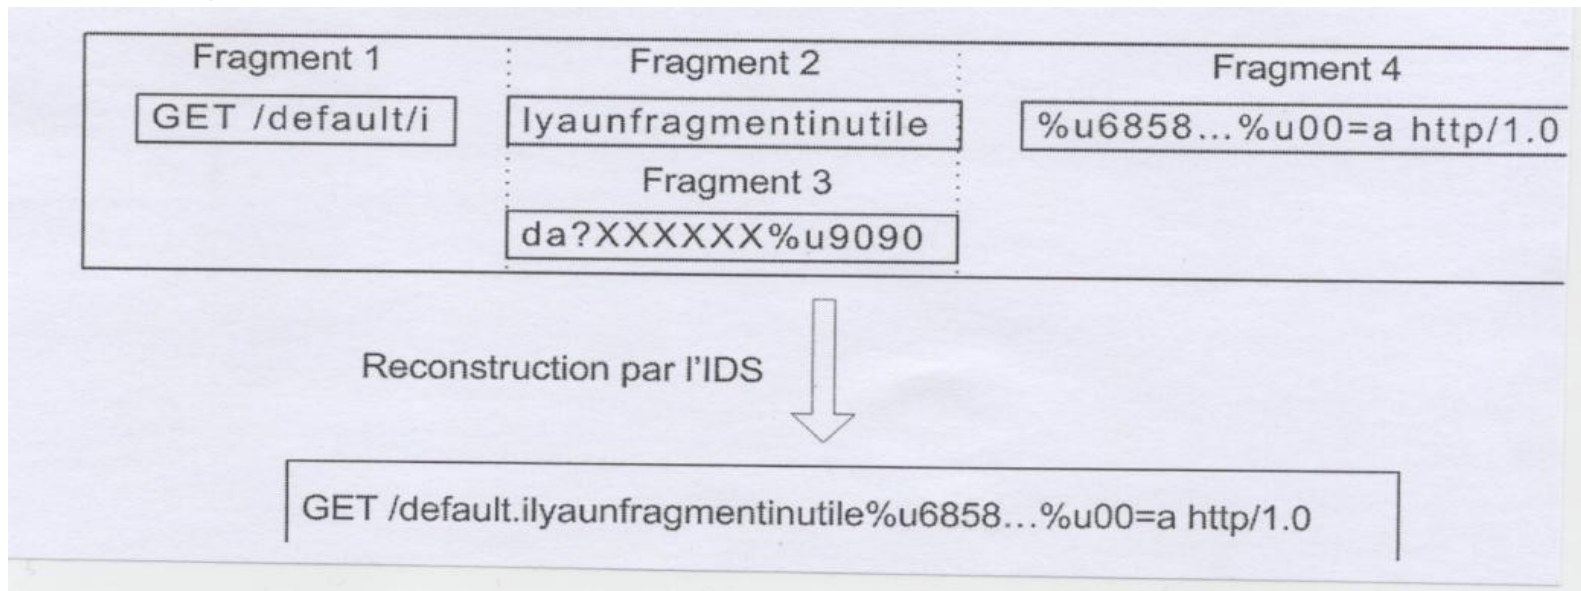 Fragment 1
Fragment 2
Fragment 4
GET /default/i
lyaunfragmentinutile
%u6858...%u00=a http/1.0
Fragment 3
da?XXXXXX%u9090
Reconstruction par l'IDS
GET /default.ilyaunfragmentinutile%u6858...%u00=a http/1.0